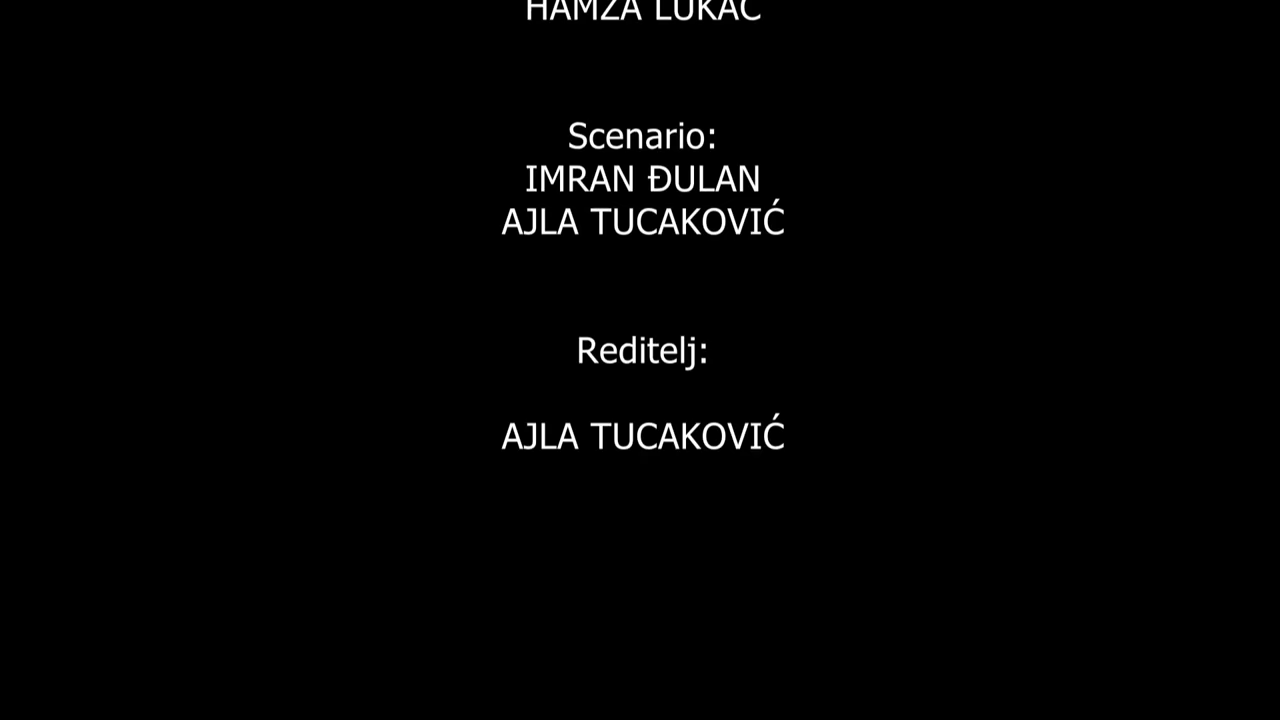 HAMZA LUKAČ
Scenario:
IMRAN ĐULAN
AJLA TUCAKOVIĆ
Reditelj:
AJLA TUCAKOVIĆ